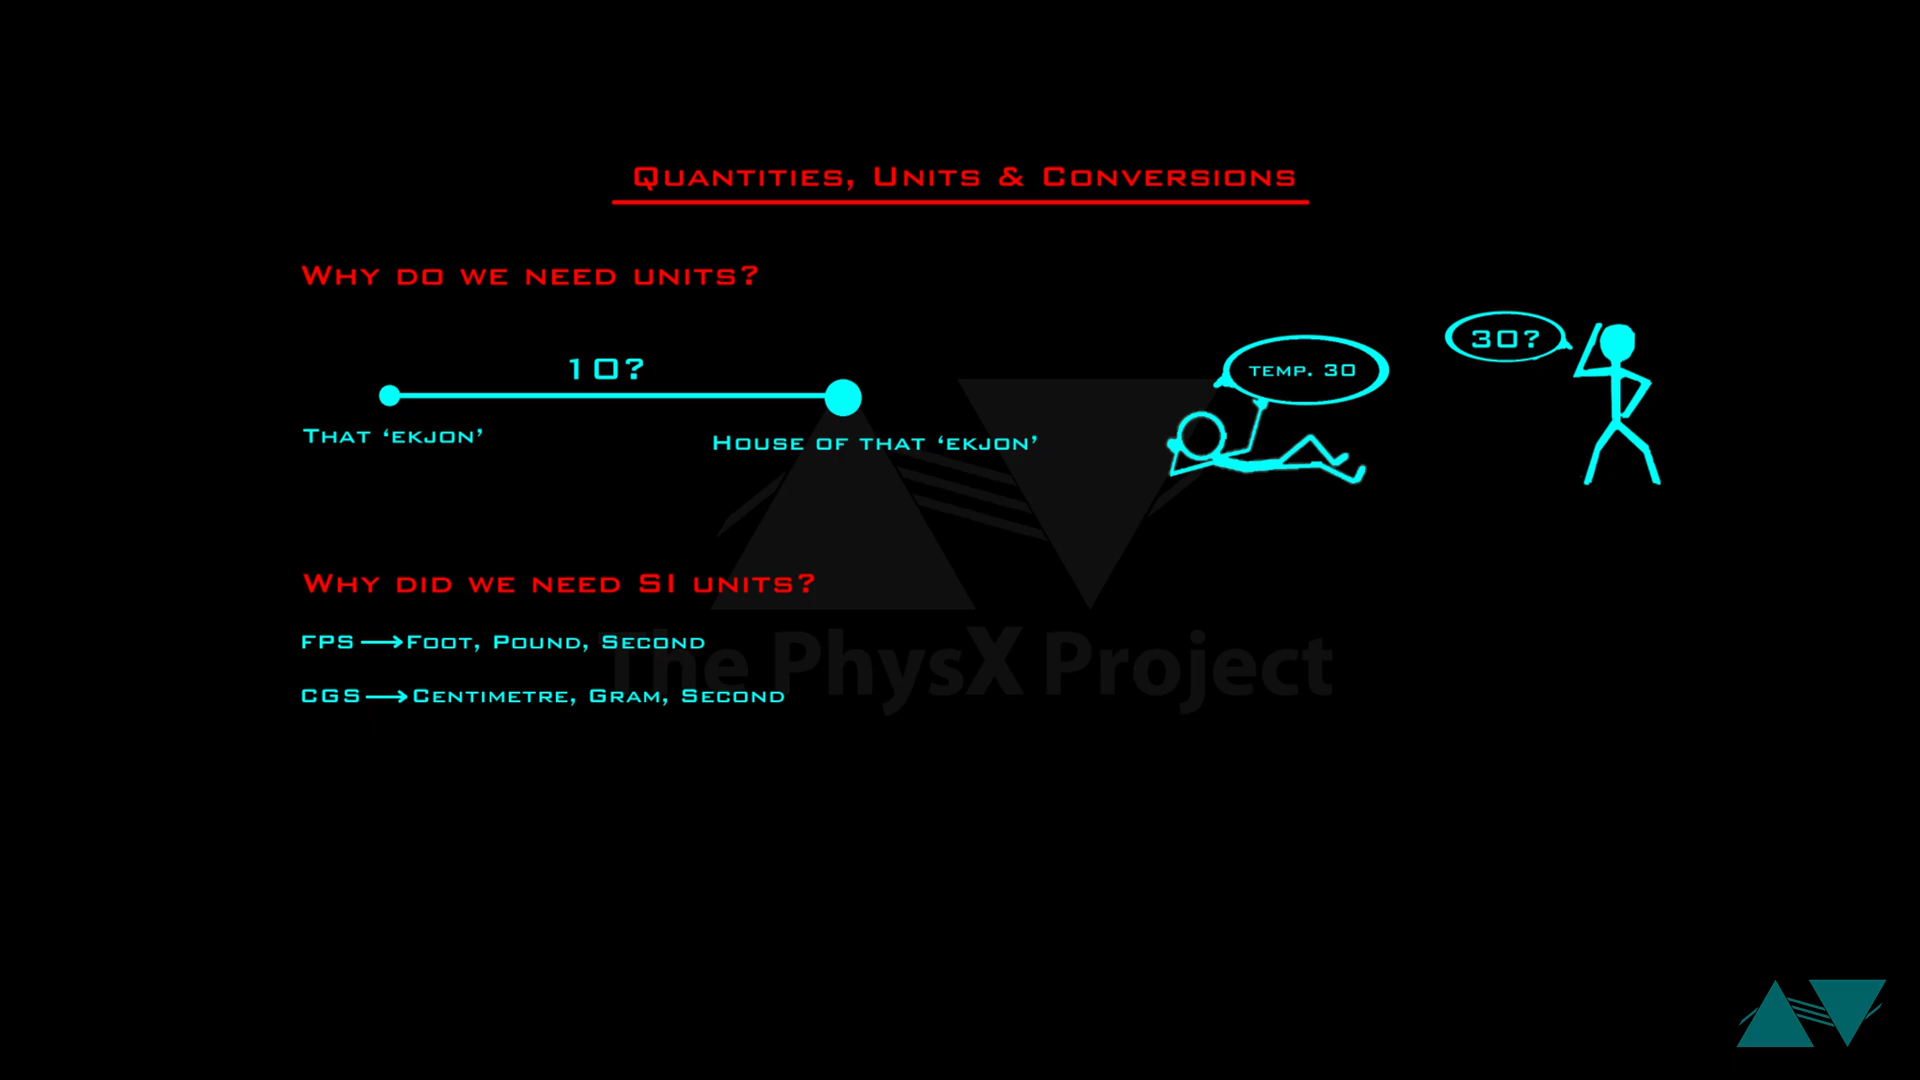 Quantities, Units & Conversions
Why do we need units?
10?
That ‘ekjon’
House of that ‘ekjon’
temp. 30
30?
Why did we need SI units?
FPS → Foot, Pound, Second
CGS → Centimetre, Gram, Second
The PhysX Project